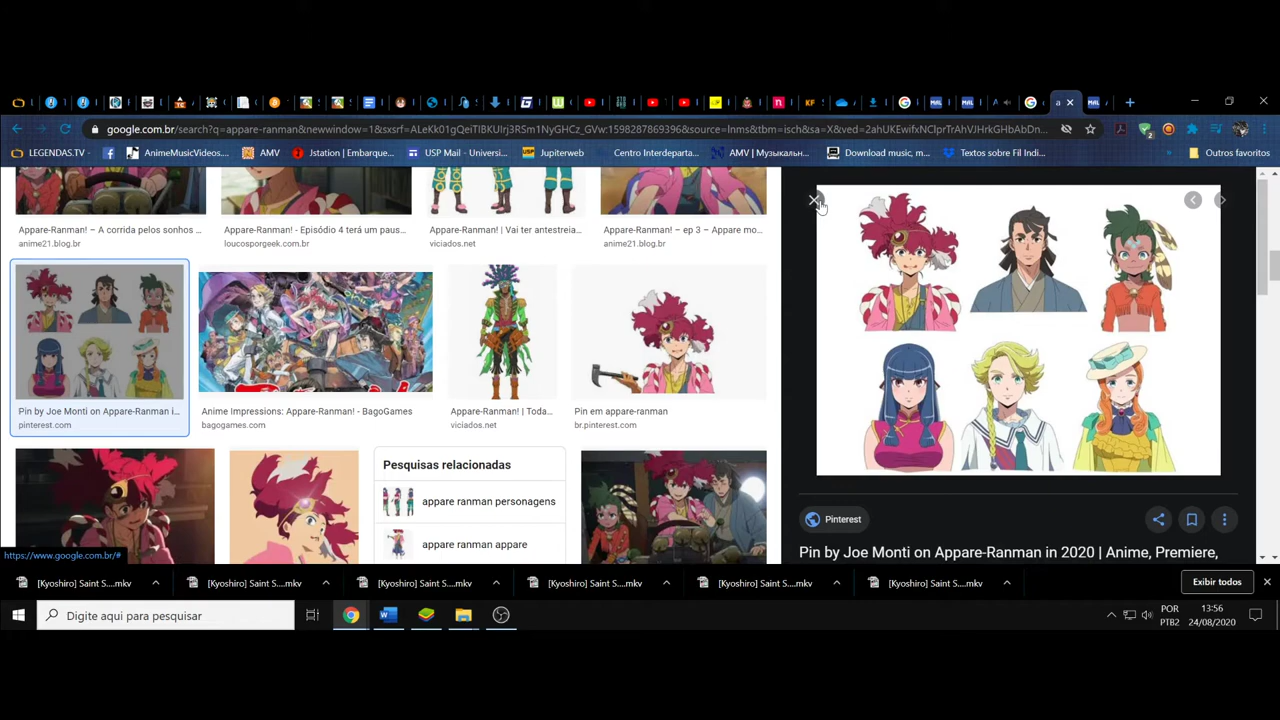 a
google.com.br/search?q=appare-ranman&newwindow=1&sxsrf=ALeKk01gQeiTlBKUIrj3RSm1NyGHCz_GVw:1598287869396&source=lnms&tbm=isch&sa=X&ved=2ahUKEwifxNClprTrAhVJHrkGHbAbDn...
LEGENDAS.TV -
AnimeMusicVideos....
AMV
Jstation | Embarque...
USP Mail - Universi...
Jupiterweb
Centro Interdeparta...
AMV | Музыкальн...
Download music, m...
Textos sobre Fil Indi...
Outros favoritos
Appare-Ranman! – A corrida pelos sonhos ...
anime21.blog.br
Appare-Ranman! - Episódio 4 terá um paus...
loucosporgeek.com.br
Appare-Ranman! | Vai ter antestreia...
viciados.net
Appare-Ranman! – ep 3 – Appare mo...
anime21.blog.br
Pin by Joe Monti on Appare-Ranman i...
pinterest.com
Anime Impressions: Appare-Ranman! - BagoGames
bagogames.com
Appare-Ranman! | Toda...
viciados.net
Pin em appare-ranman
br.pinterest.com
Pesquisas relacionadas
appare ranman personagens
appare ranman appare
Pinterest
Pin by Joe Monti on Appare-Ranman in 2020 | Anime, Premiere,
https://www.google.com.br/#
[Kyoshiro] Saint S....mkv
[Kyoshiro] Saint S....mkv
[Kyoshiro] Saint S....mkv
[Kyoshiro] Saint S....mkv
[Kyoshiro] Saint S....mkv
[Kyoshiro] Saint S....mkv
Exibir todos
Digite aqui para pesquisar
POR
PTB2
13:56
24/08/2020